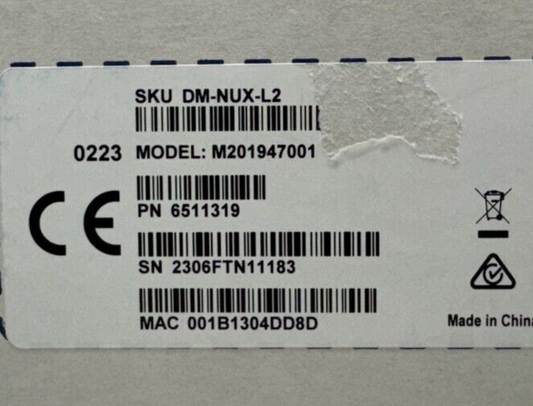 SKU DM-NUX-L2
0223 MODEL: M201947001
CE
PN 6511319
SN 2306FTN11183
MAC 001B1304DD8D
Made in China